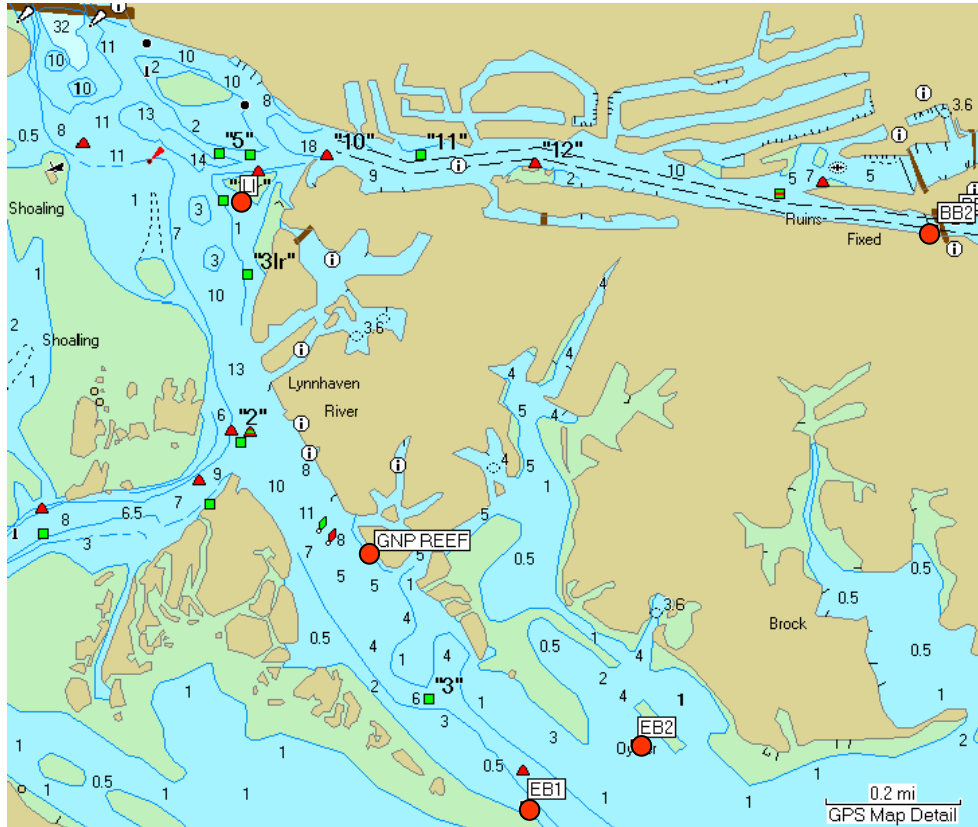 32 11
10 10 12 10
10 10 8 3.6
11 13 2
0.5 8 "5" 18 "10" "11" "12"
11 14 9 2 10 5 7 5
LI
Shoaling 1 3 1 Ruins BB2
7 Fixed
3 "3lr"
1 10 4
2 Shoaling 3.6
4
1 13 4
Lynnhaven
River
6 "2" 4
5
8 4
9 10 5
7 1
8 6.5 11 5
3 7 8 GNP REEF
5 5 5 0.5 0.5
4 3.6
0.5 4 1 4 Brock 0.5 0.5
2 4 1
1 2 6 "3" 1
3 3 EB2 2
1 1 Oyster
0.5 0.5
1 1 EB1 1 1
0.2 mi
GPS Map Detail